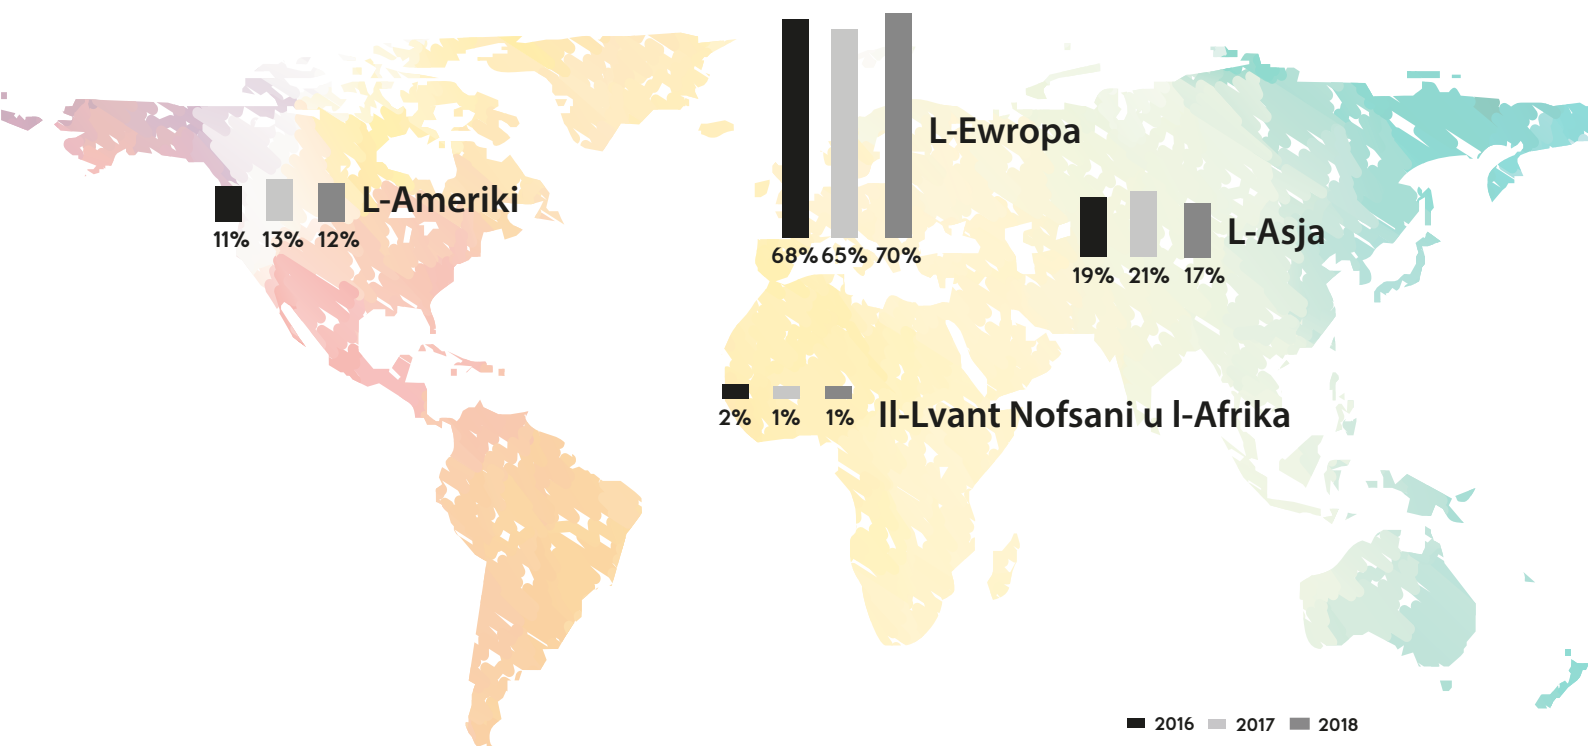 L-Ewropa
68% 65% 70%
L-Ameriki
11% 13% 12%
L-Asja
19% 21% 17%
Il-Lvant Nofsani u l-Afrika
2% 1% 1%
2016 2017 2018